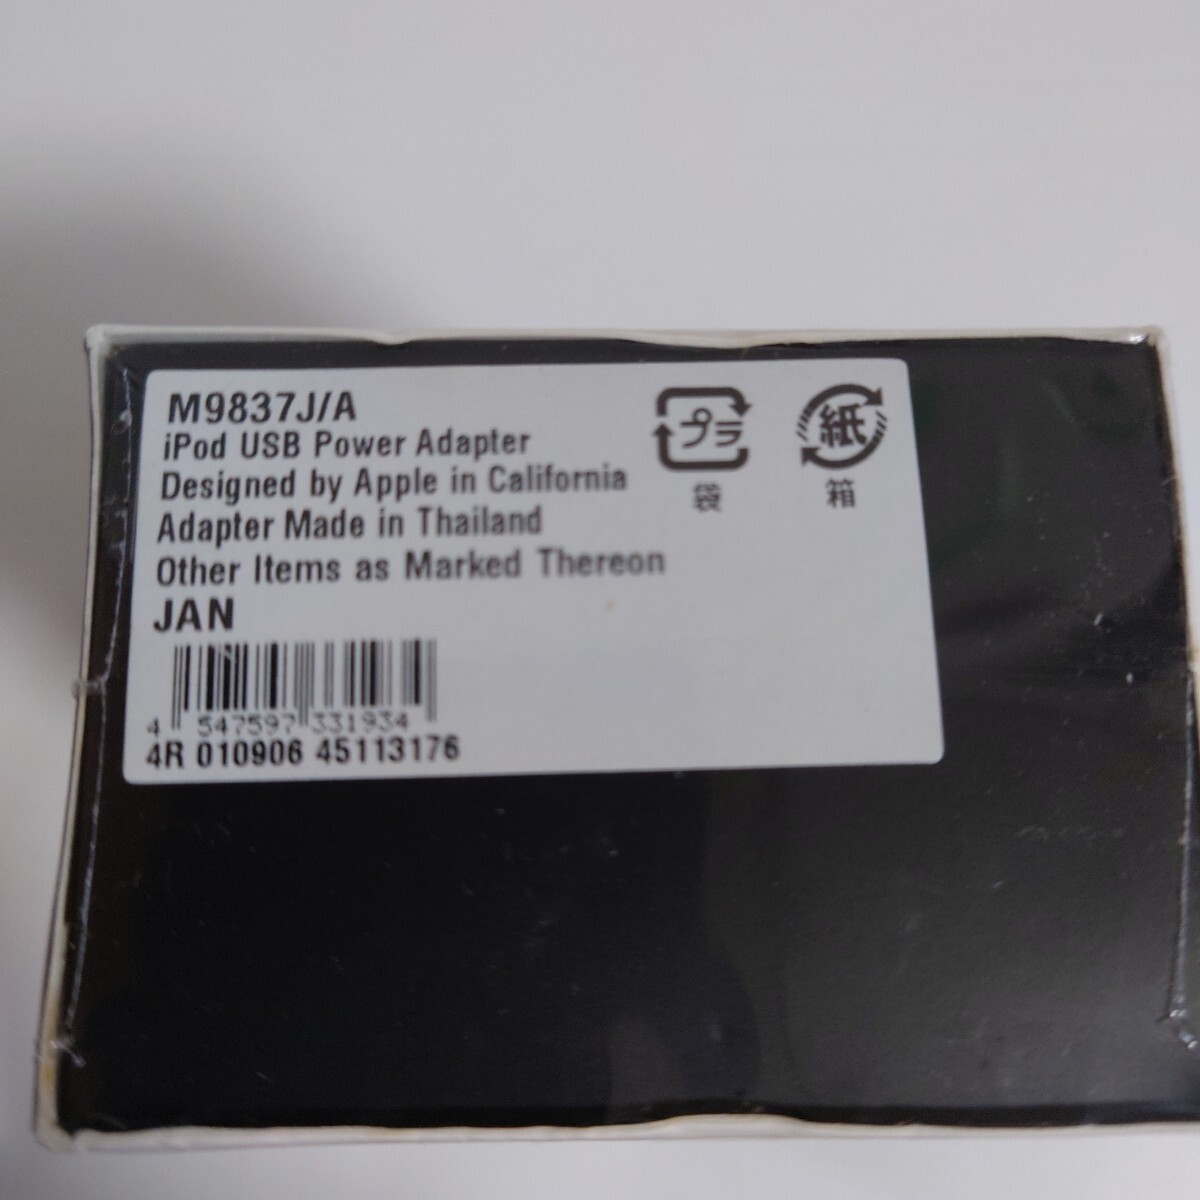 M9837J/A
iPod USB Power Adapter
Designed by Apple in California
Adapter Made in Thailand
Other Items as Marked Thereon
JAN
4 547597 331934
4R 010906 45113176
プラ
袋
紙
箱